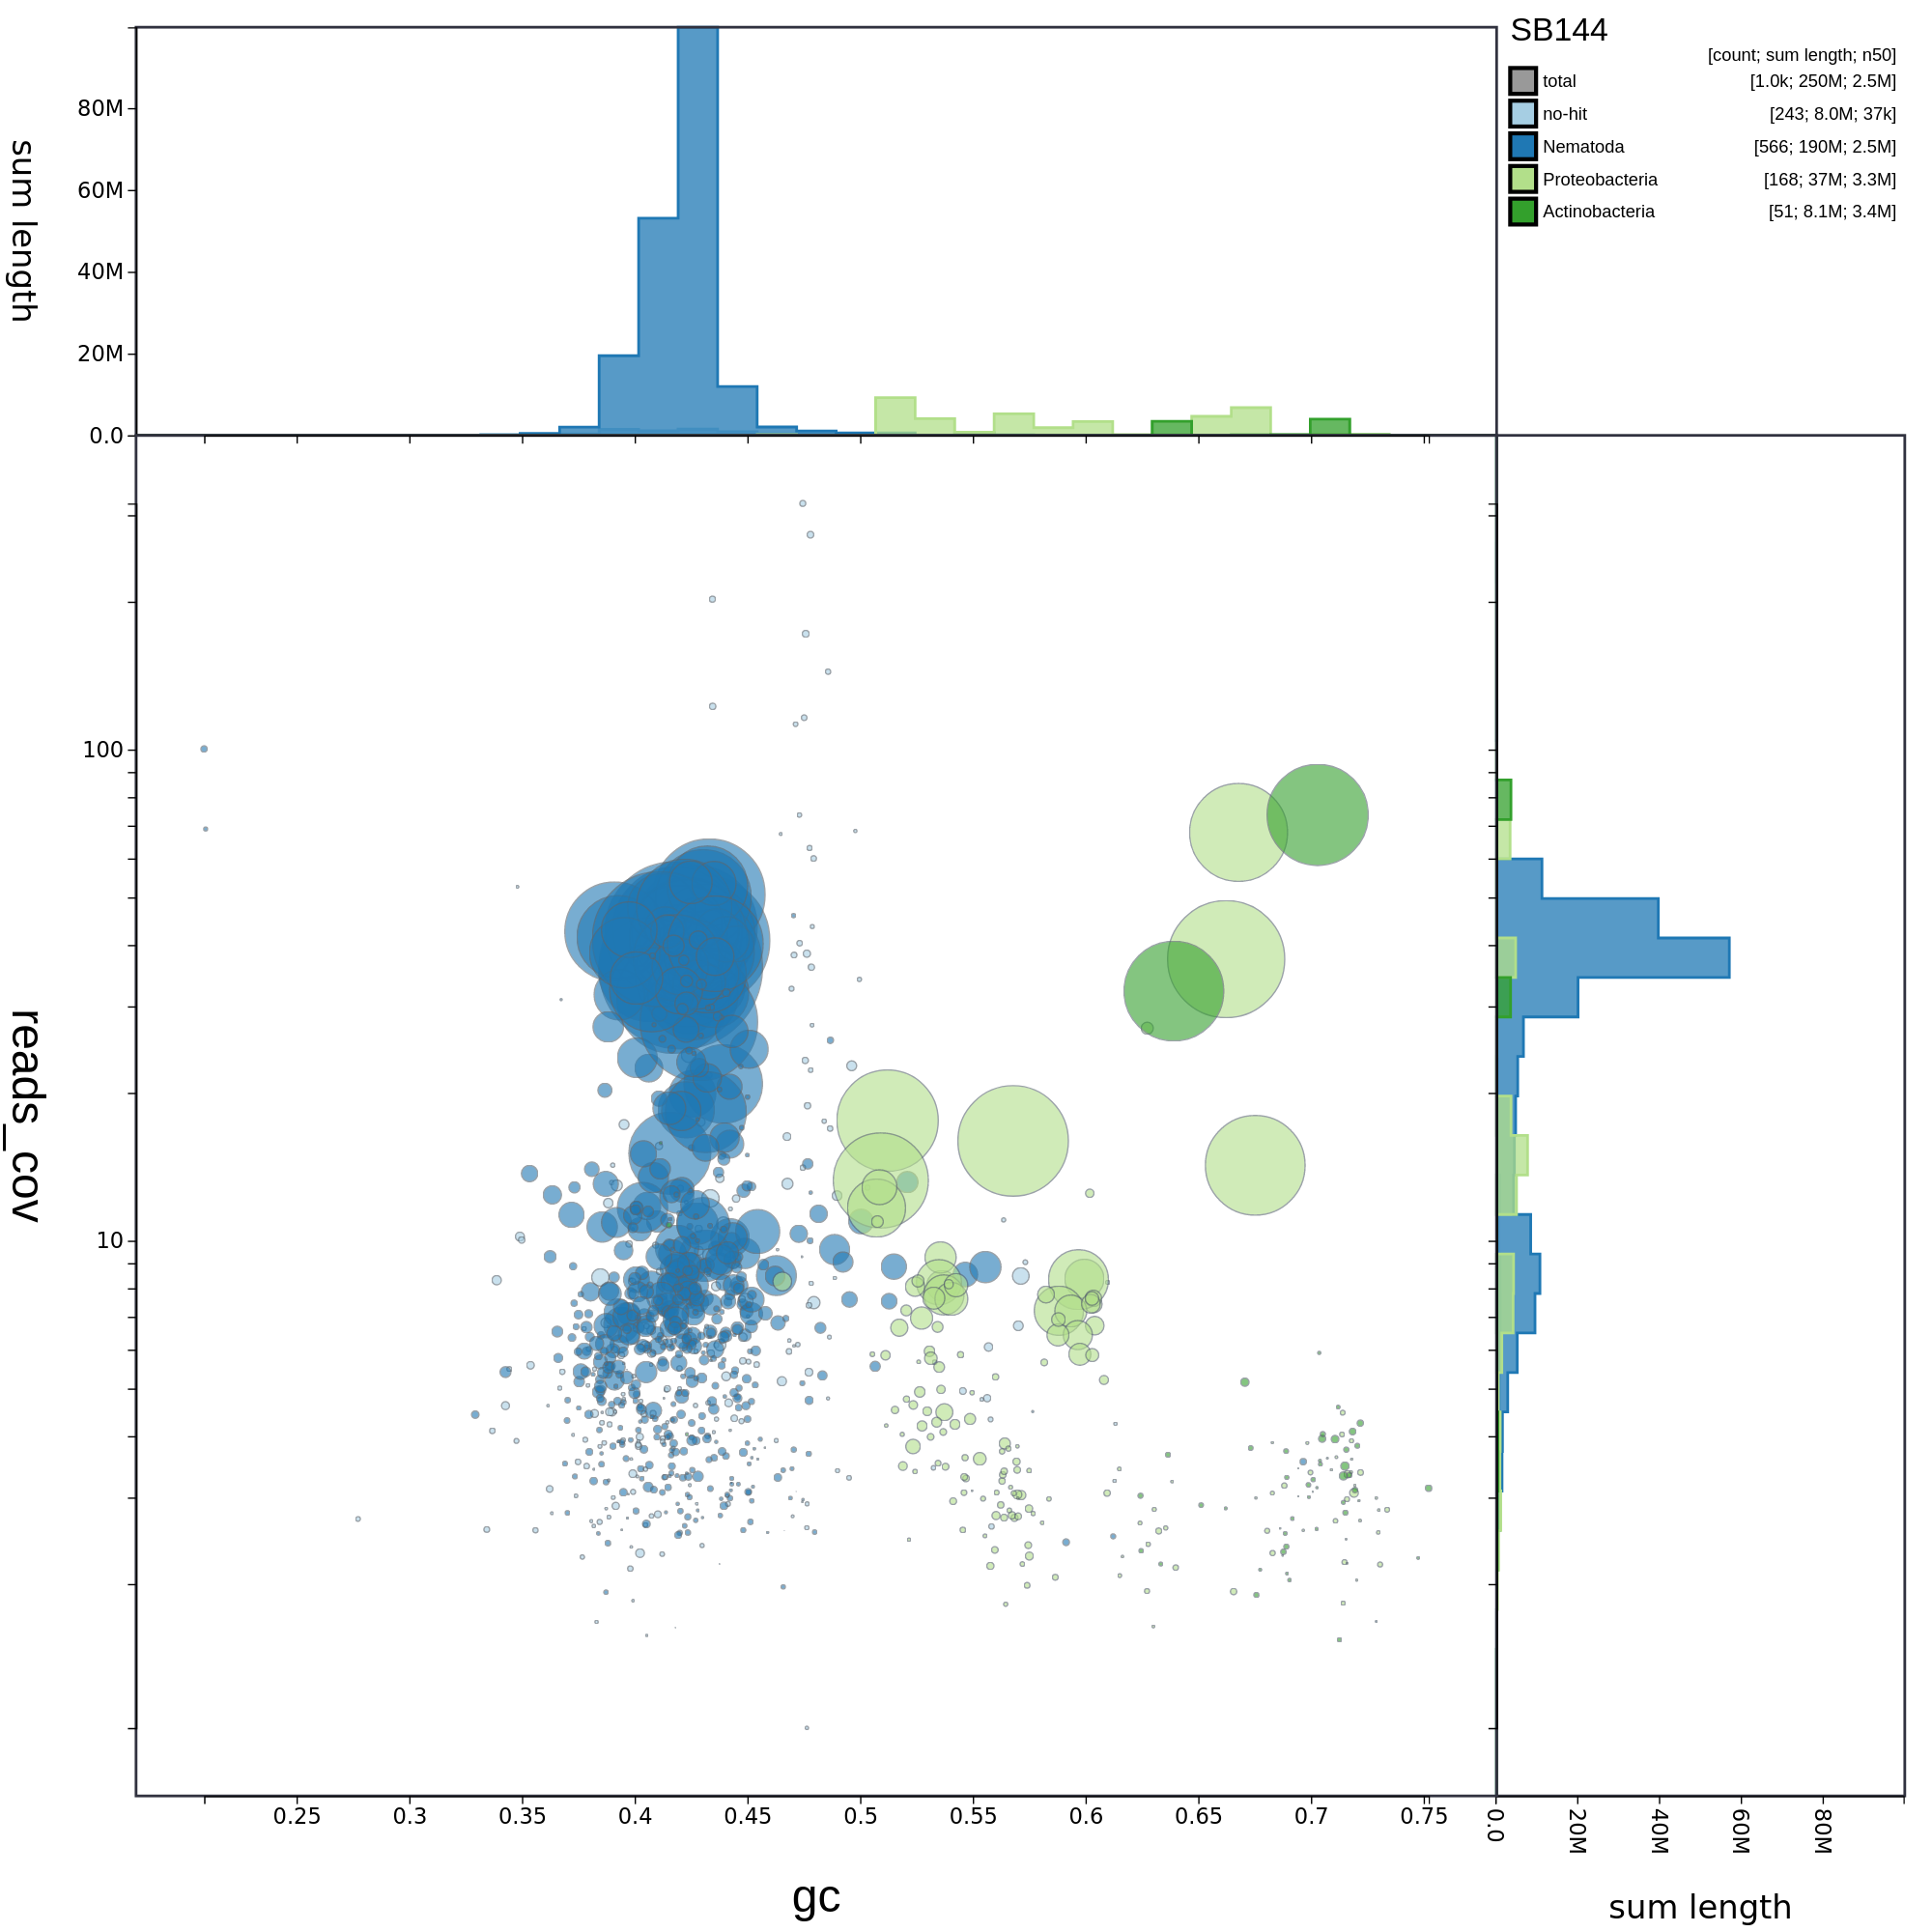 SB144
[count; sum length; n50]
total [1.0k; 250M; 2.5M]
no-hit [243; 8.0M; 37k]
Nematoda [566; 190M; 2.5M]
Proteobacteria [168; 37M; 3.3M]
Actinobacteria [51; 8.1M; 3.4M]
sum length
80M
60M
40M
20M
0.0
reads_cov
100
10
0.25 0.3 0.35 0.4 0.45 0.5 0.55 0.6 0.65 0.7 0.75
gc
0.0 20M 40M 60M 80M
sum length